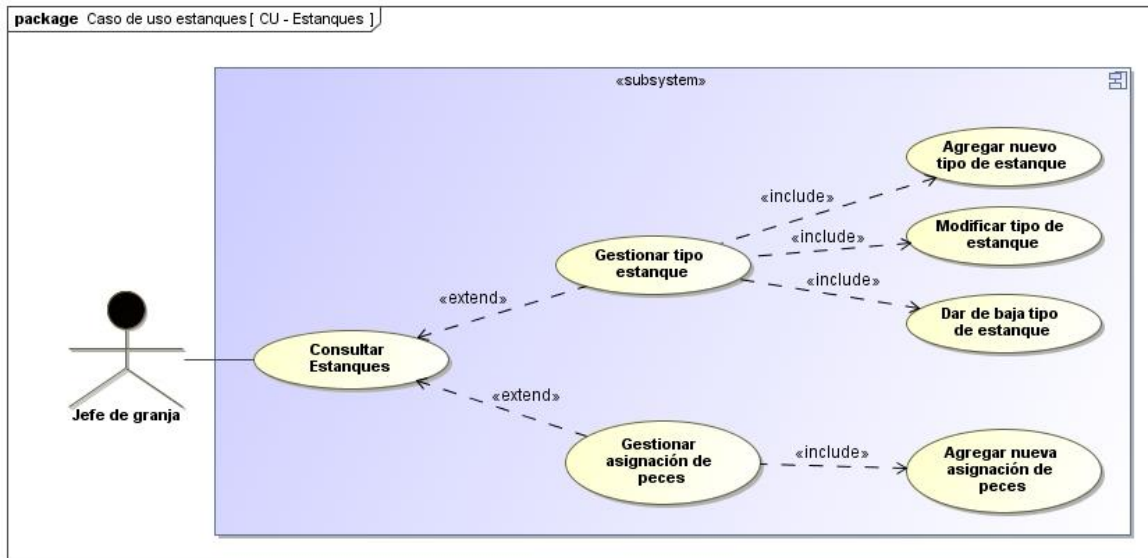 package Caso de uso estanques [ CU - Estanques ]
«subsystem»
Agregar nuevo
tipo de estanque
«include»
Modificar tipo de
estanque
«include»
Gestionar tipo
estanque
«include»
Dar de baja tipo
de estanque
«extend»
Consultar
Estanques
Jefe de granja
«extend»
Gestionar
asignación de
peces
«include»
Agregar nueva
asignación de
peces